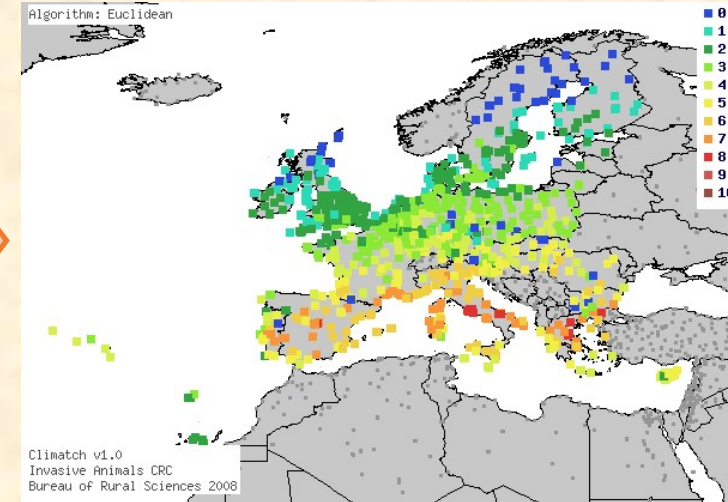 Algorithm: Euclidean
0
1
2
3
4
5
6
7
8
9
10
Climatch v1.0
Invasive Animals CRC
Bureau of Rural Sciences 2008